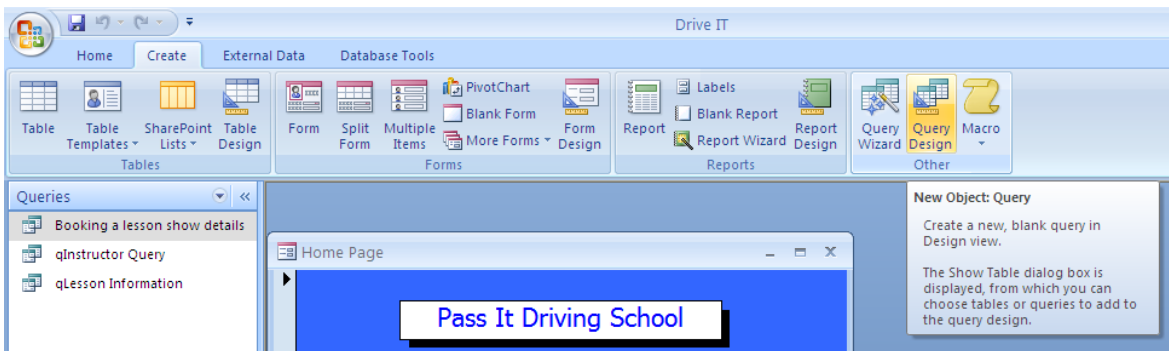 Drive IT
Home Create External Data Database Tools
Table
Table Templates
SharePoint Lists
Table Design
Tables
Form
Split Form
Multiple Items
PivotChart
Blank Form
More Forms
Form Design
Forms
Report
Labels
Blank Report
Report Wizard
Report Design
Reports
Query Wizard
Query Design
Macro
Other
Queries
Booking a lesson show details
qInstructor Query
qLesson Information
Home Page
Pass It Driving School
New Object: Query
Create a new, blank query in
Design view.
The Show Table dialog box is
displayed, from which you can
choose tables or queries to add to
the query design.